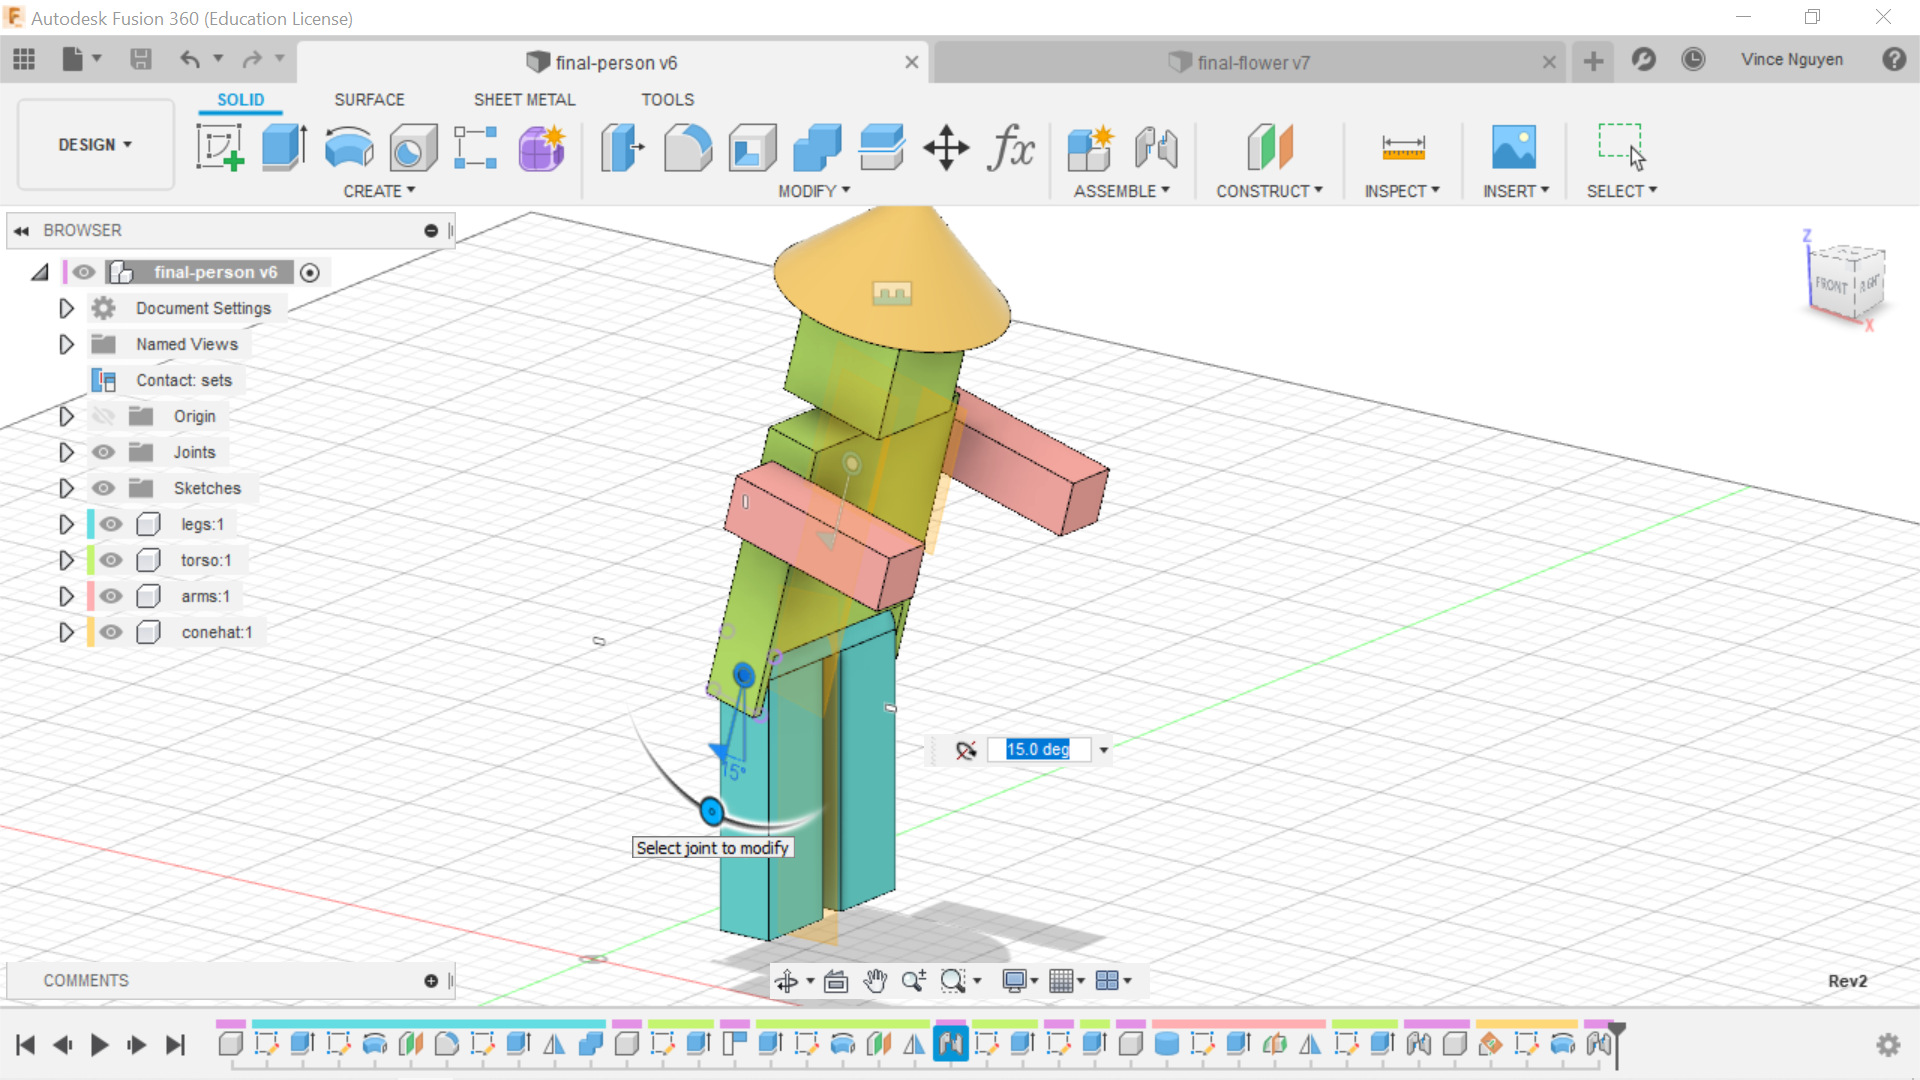 Autodesk Fusion 360 (Education License)
final-person v6
final-flower v7
Vince Nguyen
DESIGN
SOLID
SURFACE
SHEET METAL
TOOLS
CREATE
MODIFY
ASSEMBLE
CONSTRUCT
INSPECT
INSERT
SELECT
BROWSER
final-person v6
Document Settings
Named Views
Contact: sets
Origin
Joints
Sketches
legs:1
torso:1
arms:1
conehat:1
Z
FRONT
RIGHT
X
15.0 deg
15°
Select joint to modify
COMMENTS
Rev2